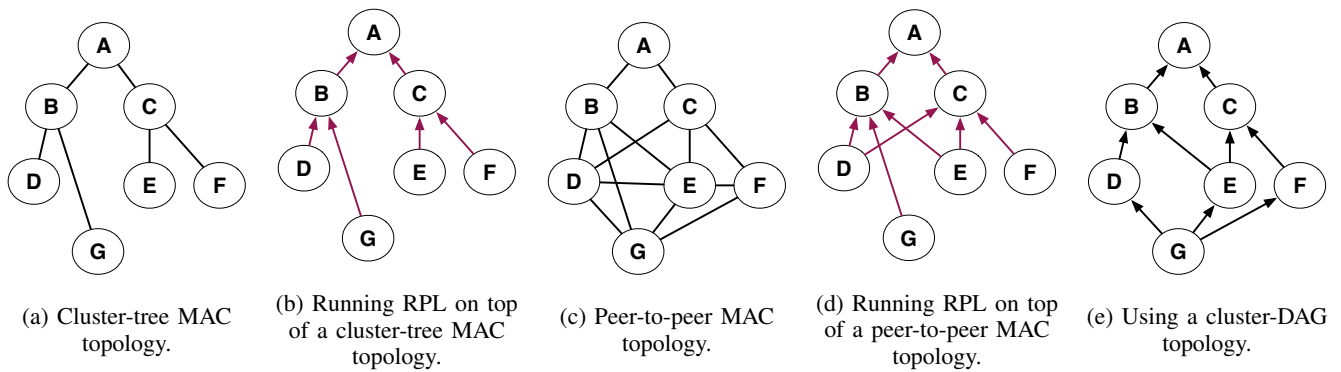 A
B
C
D
E
F
G
(a) Cluster-tree MAC
topology.
A
B
C
D
E
F
G
(b) Running RPL on top
of a cluster-tree MAC
topology.
A
B
C
D
E
F
G
(c) Peer-to-peer MAC
topology.
A
B
C
D
E
F
G
(d) Running RPL on top
of a peer-to-peer MAC
topology.
A
B
C
D
E
F
G
(e) Using a cluster-DAG
topology.